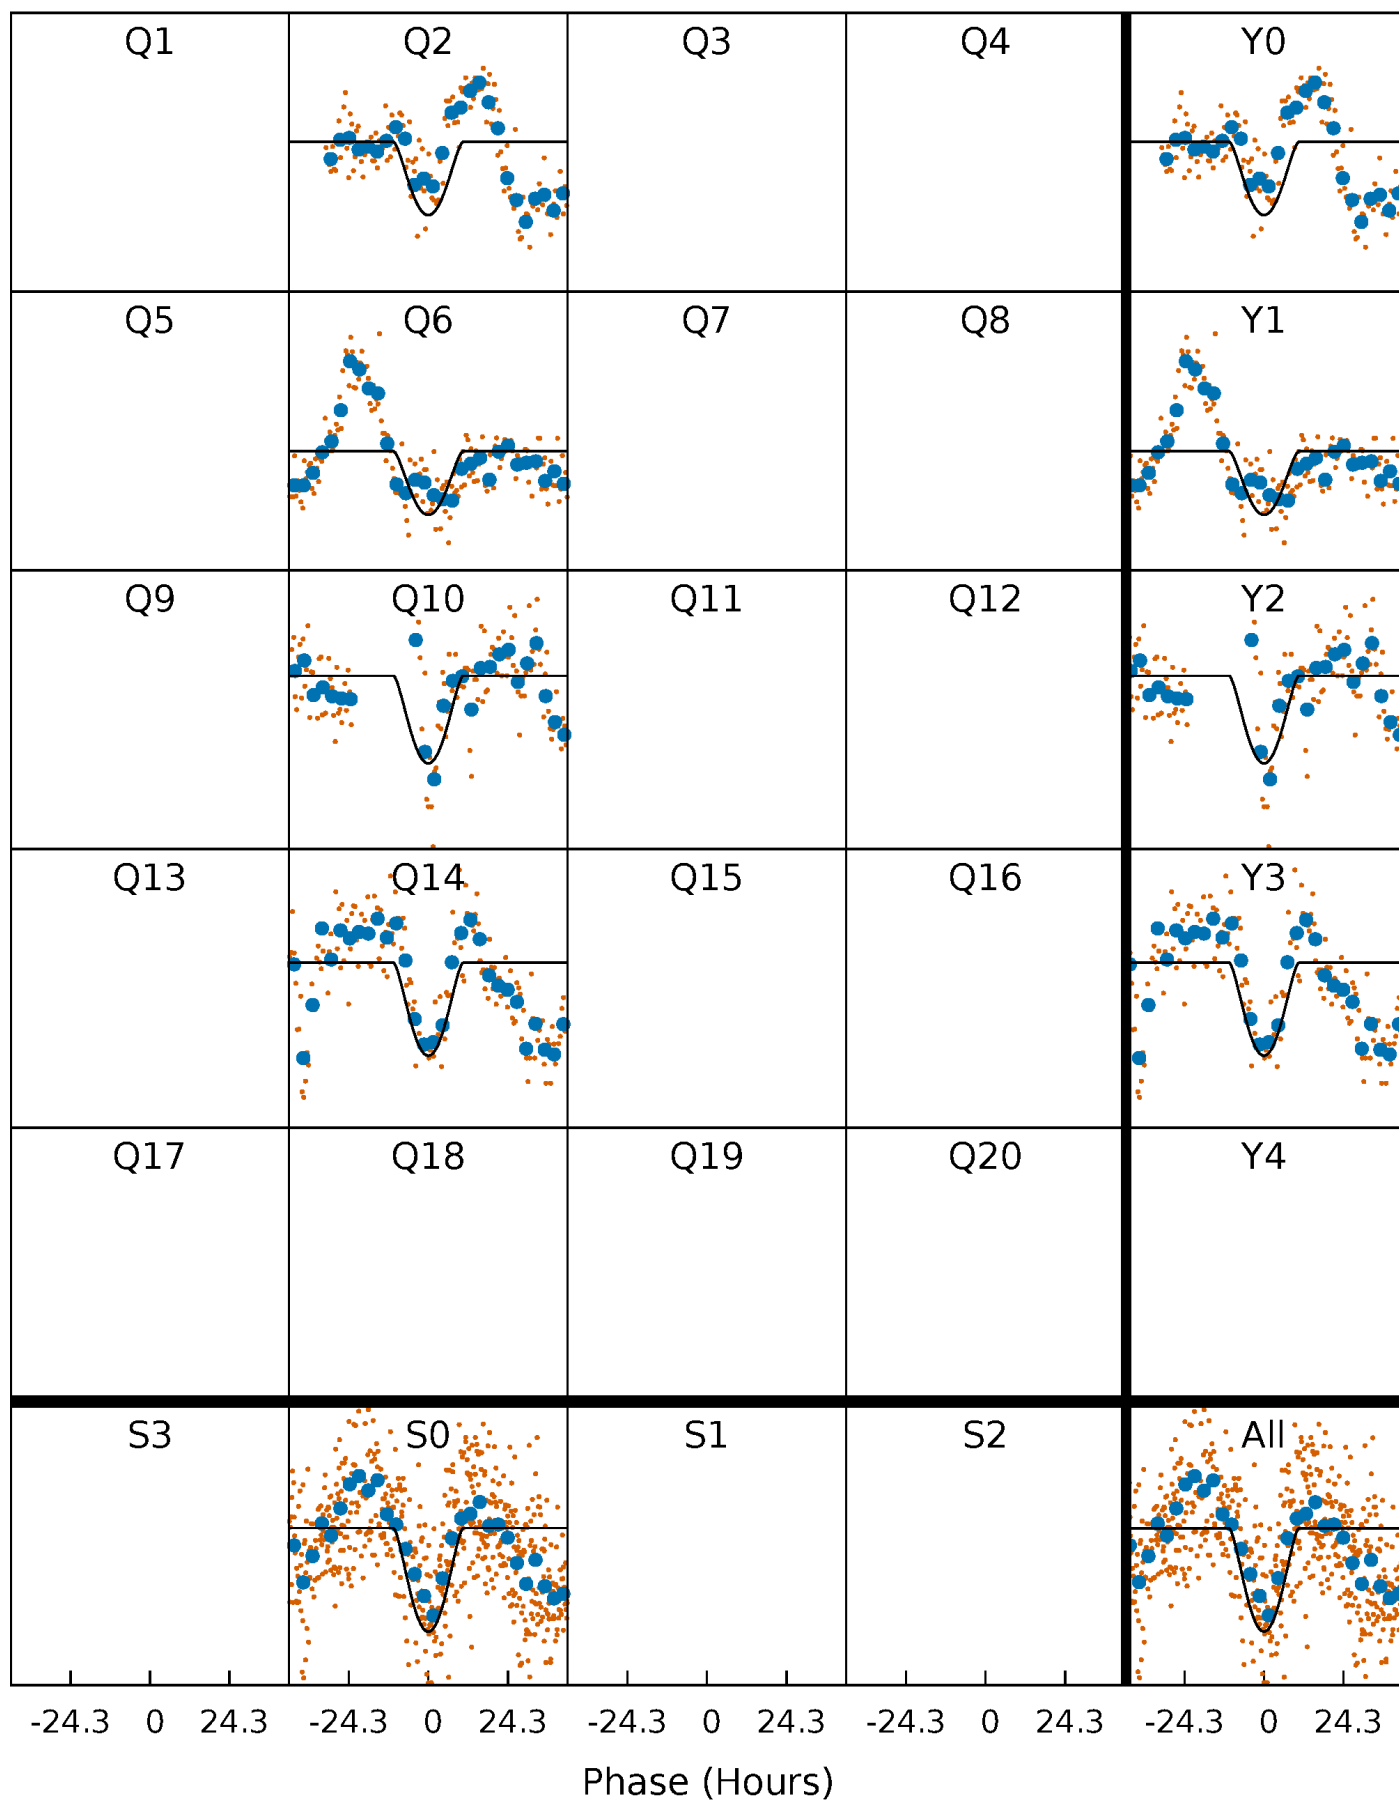 Q1 Q2 Q3 Q4 Y0
Q5 Q6 Q7 Q8 Y1
Q9 Q10 Q11 Q12 Y2
Q13 Q14 Q15 Q16 Y3
Q17 Q18 Q19 Q20 Y4
S3 S0 S1 S2 All
-24.3 0 24.3 -24.3 0 24.3 -24.3 0 24.3 -24.3 0 24.3 -24.3 0 24.3
Phase (Hours)